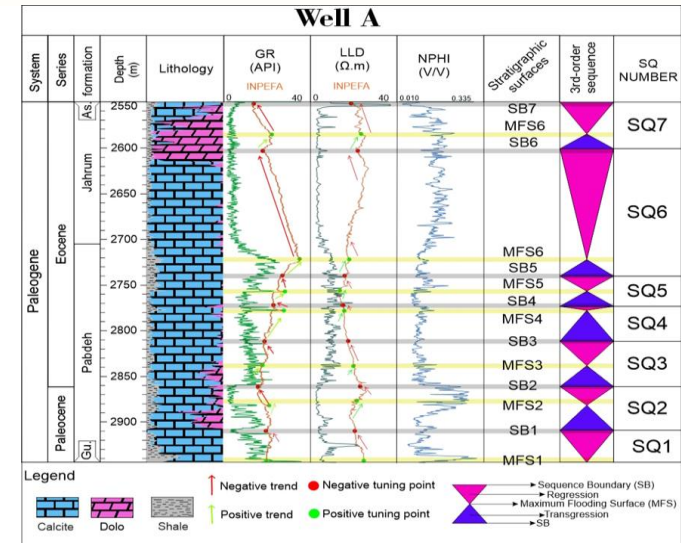 Well A
System
Series
formation
Depth
(m)
Lithology
GR
(API)
INPEFA
0 40
LLD
(Ω.m)
INPEFA
0 40
NPHI
(V/V)
0.010 0.335
Stratigraphic
surfaces
3rd-order
sequence
SQ
NUMBER
Paleogene
Eocene
Paleocene
As.
Jahrum
Pabdeh
Gu.
2550
2600
2650
2700
2750
2800
2850
2900
SB7
MFS6
SB6
MFS6
SB5
MFS5
SB4
MFS4
SB3
MFS3
SB2
MFS2
SB1
MFS1
SQ7
SQ6
SQ5
SQ4
SQ3
SQ2
SQ1
Legend
Calcite
Dolo
Shale
Negative trend
Negative tuning point
Positive trend
Positive tuning point
Sequence Boundary (SB)
Regression
Maximum Flooding Surface (MFS)
Transgression
SB